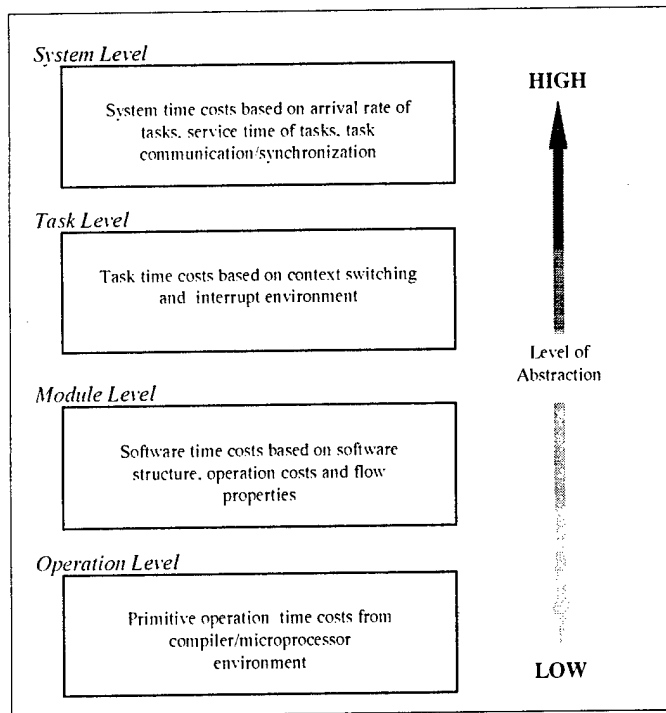 System Level
System time costs based on arrival rate of
tasks, service time of tasks, task
communication/synchronization
HIGH
Task Level
Task time costs based on context switching
and interrupt environment
Level of
Abstraction
Module Level
Software time costs based on software
structure, operation costs and flow
properties
Operation Level
Primitive operation time costs from
compiler/microprocessor
environment
LOW